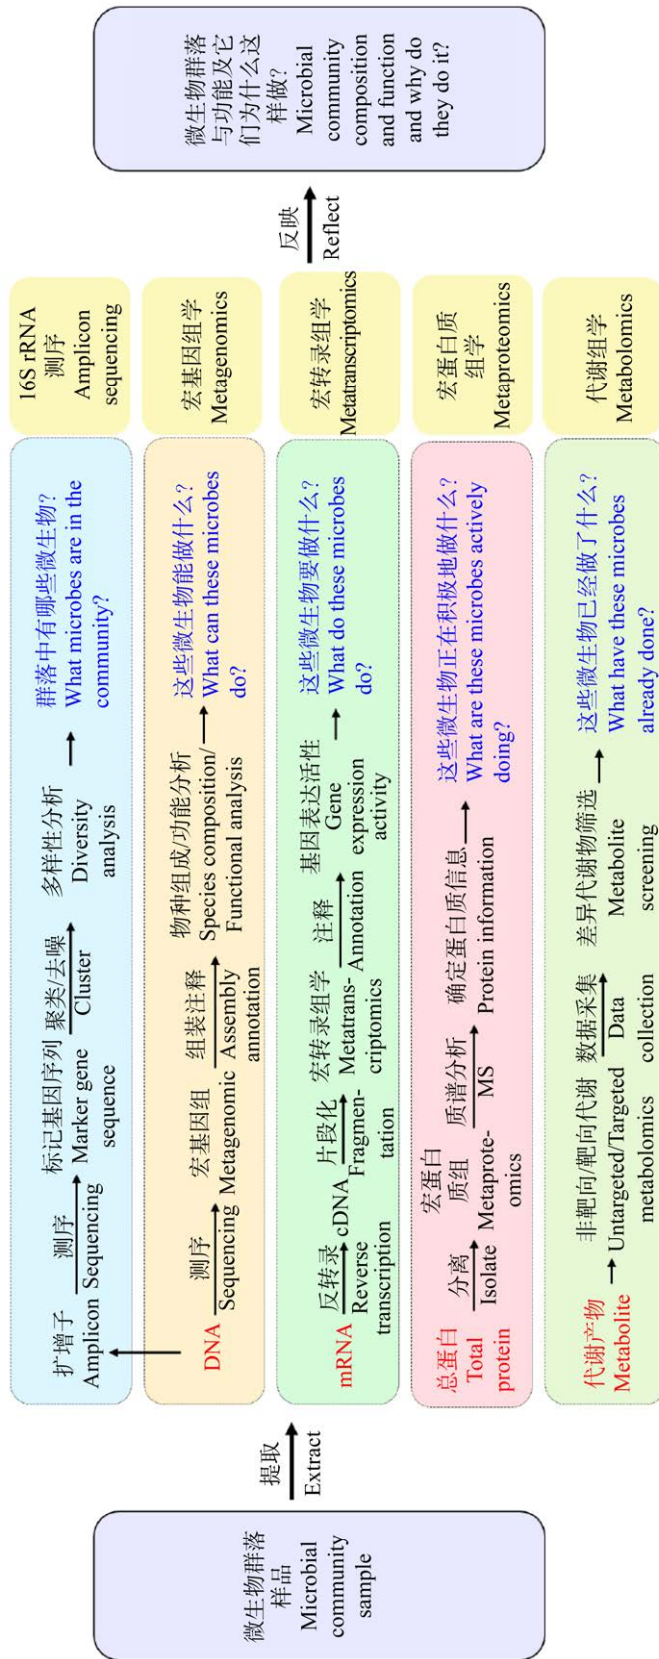 微生物群落
样品
Microbial
community
sample
提取
Extract
扩增子
Amplicon
测序
Sequencing
标记基因序列
Marker gene
sequence
聚类/去噪
Cluster
多样性分析
Diversity
analysis
群落中有哪些微生物?
What microbes are in the
community?
16S rRNA
测序
Amplicon
sequencing
DNA
测序
Sequencing
宏基因组
Metagenomic
组装注释
Assembly
annotation
物种组成/功能分析
Species composition/
Functional analysis
这些微生物能做什么?
What can these microbes
do?
宏基因组学
Metagenomics
mRNA
反转录
Reverse
transcription
cDNA
片段化
Fragmen-
tation
宏转录组学
Metatrans-
criptomics
注释
Annotation
基因表达活性
Gene
expression
activity
这些微生物要做什么?
What do these microbes
do?
宏转录组学
Metatranscriptomics
总蛋白
Total
protein
分离
Isolate
宏蛋白
质组
Metaprote-
omics
质谱分析
MS
确定蛋白质信息
Protein information
这些微生物正在积极地做什么?
What are these microbes actively
doing?
宏蛋白质
组学
Metaproteomics
代谢产物
Metabolite
非靶向/靶向代谢
Untargeted/Targeted
metabolomics
数据采集
Data
collection
差异代谢物筛选
Metabolite
screening
这些微生物已经做了什么?
What have these microbes
already done?
代谢组学
Metabolomics
反映
Reflect
微生物群落
与功能及它
们为什么这
样做?
Microbial
community
composition
and function
and why do
they do it?